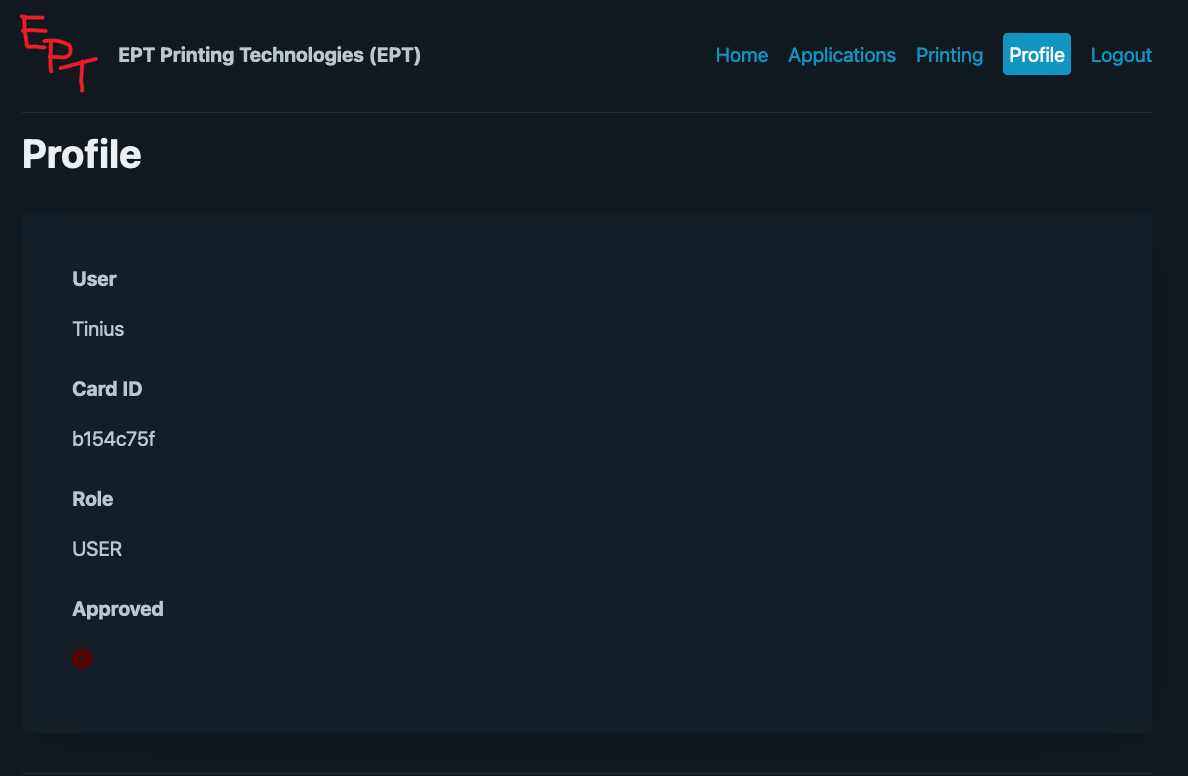 EPT
EPT Printing Technologies (EPT) Home Applications Printing Profile Logout
Profile
User
Tinius
Card ID
b154c75f
Role
USER
Approved